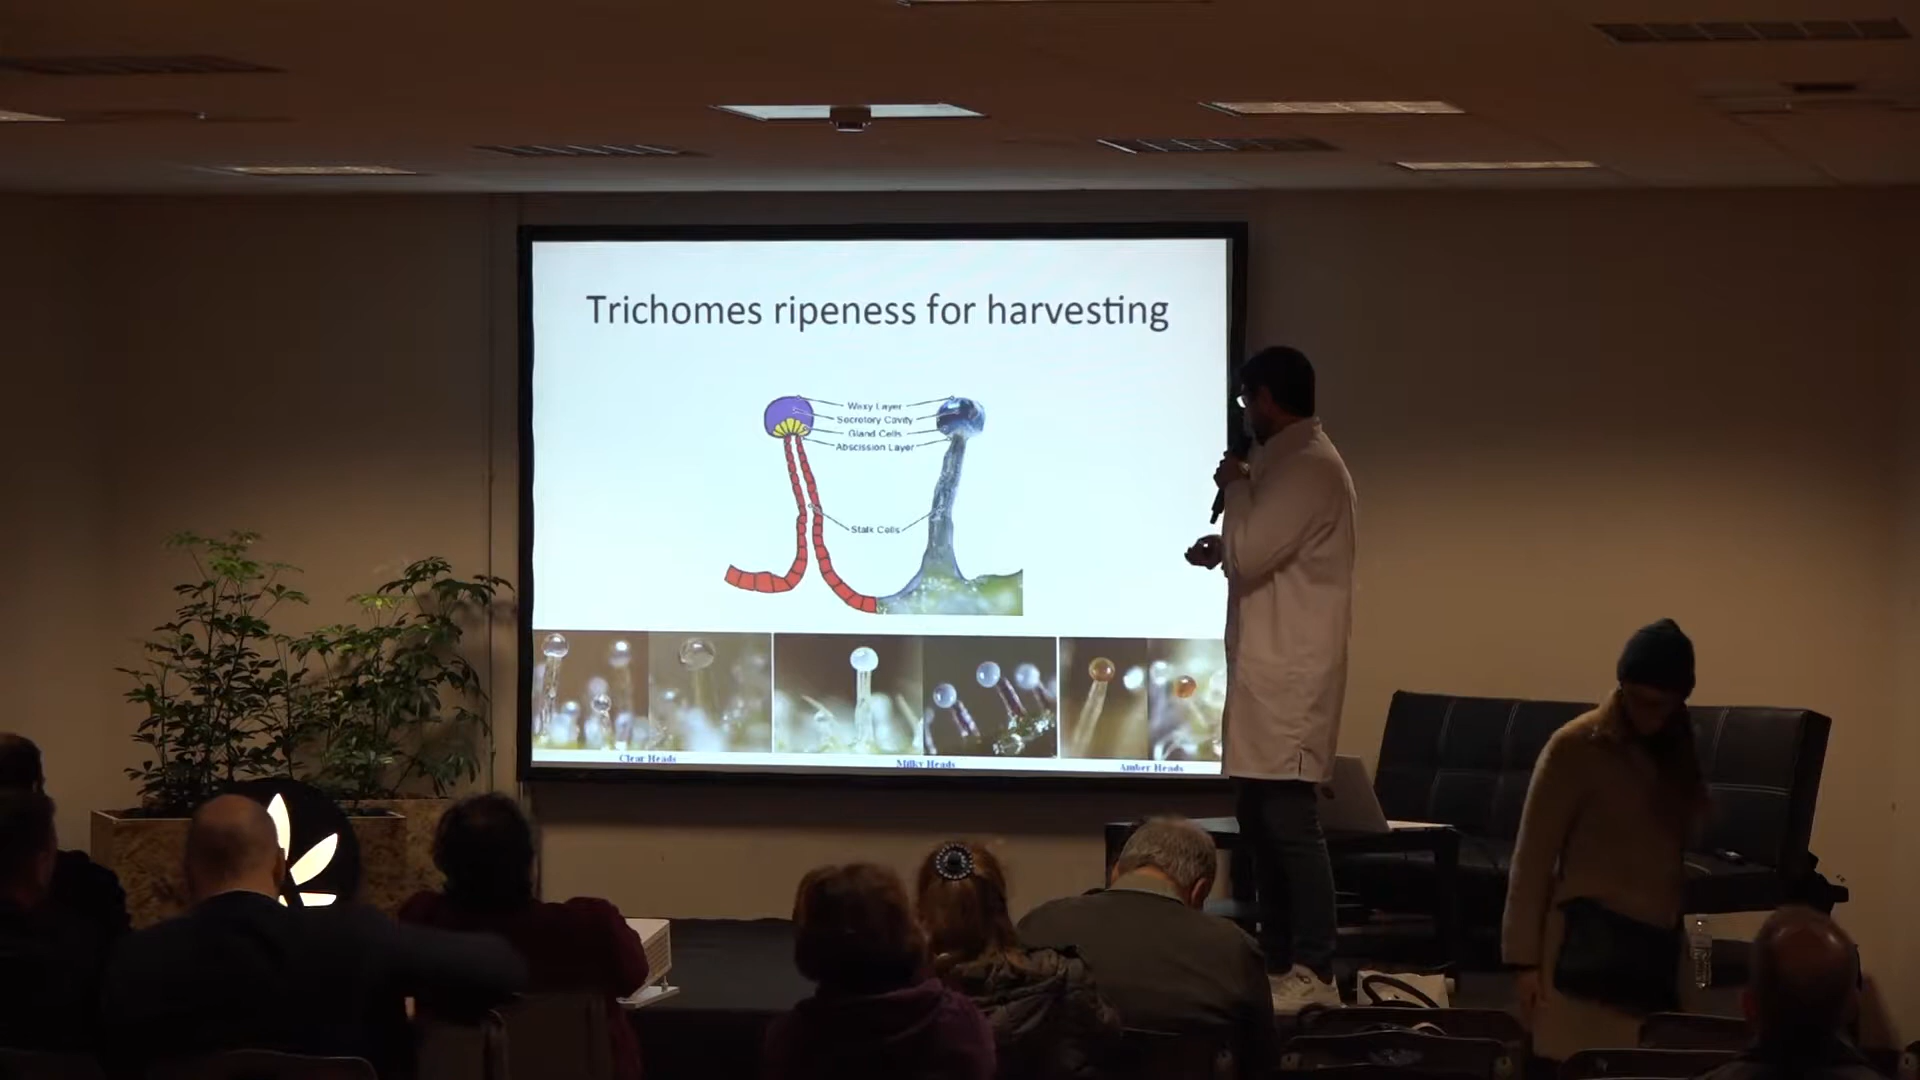 Trichomes ripeness for harvesting
Waxy Layer
Secretory Cavity
Gland Cells
Abscission Layer
Stalk Cells
Clear Heads
Milky Heads
Amber Heads